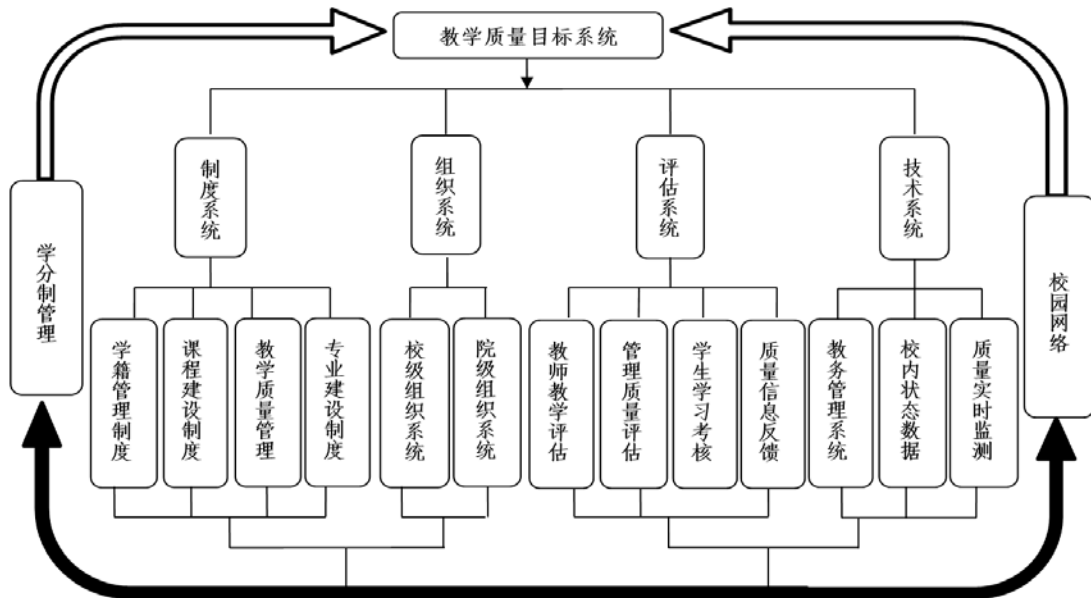 教学质量目标系统
制度系统
组织系统
评估系统
技术系统
学分制管理
校园网络
学籍管理制度
课程建设制度
教学质量管理
专业建设制度
校级组织系统
院级组织系统
教师教学评估
管理质量评估
学生学习考核
质量信息反馈
教务管理系统
校内状态数据
质量实时监测